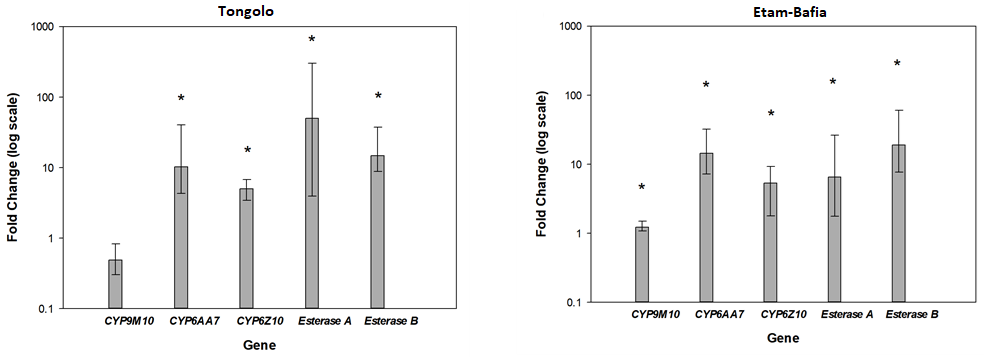 Tongolo
Fold Change (log scale)
1000
100
10
1
0.1
*
*
*
*
CYP9M10 CYP6AA7 CYP6Z10 Esterase A Esterase B
Gene
Etam-Bafia
Fold Change (log scale)
1000
100
10
1
0.1
*
*
*
*
*
CYP9M10 CYP6AA7 CYP6Z10 Esterase A Esterase B
Gene